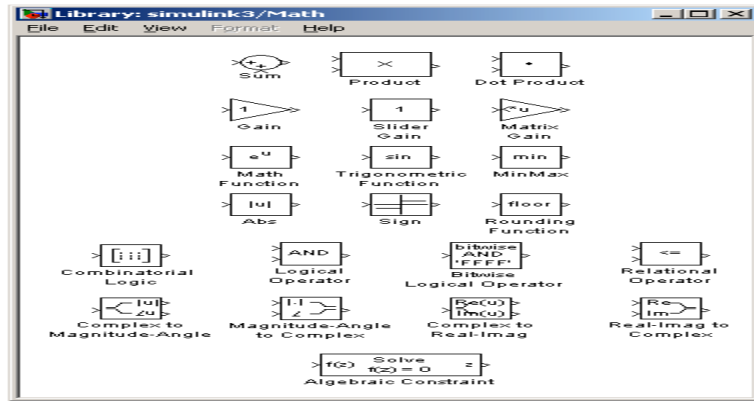 Library: simulink3/Math
File Edit View Format Help
Sum
×
Product
Dot Product
1
Gain
1
Slider
Gain
*u
Matrix
Gain
e^u
Math
Function
sin
Trigonometric
Function
min
MinMax
|u|
Abs
Sign
floor
Rounding
Function
Combinatorial
Logic
AND
Logical
Operator
bitwise
AND
'FFFF'
Bitwise
Logical Operator
<=
Relational
Operator
|u|
∠u
Complex to
Magnitude-Angle
|.|
∠
Magnitude-Angle
to Complex
Re(u)
Im(u)
Complex to
Real-Imag
Re
Im
Real-Imag to
Complex
f(z) Solve f(z) = 0 z
Algebraic Constraint